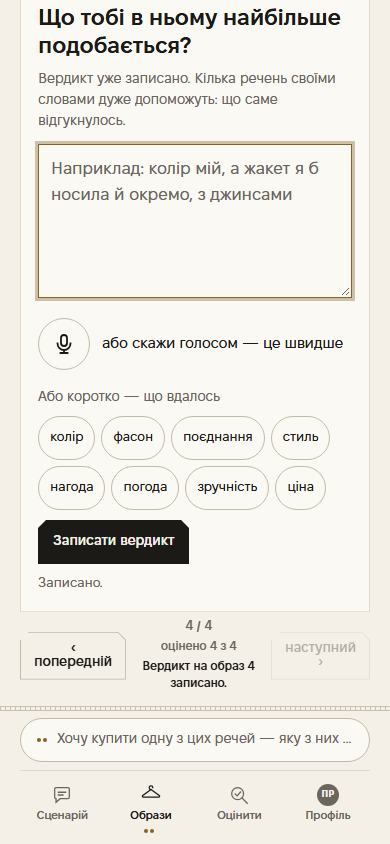 Що тобі в ньому найбільше
подобається?
Вердикт уже записано. Кілька речень своїми
словами дуже допоможуть: що саме
відгукнулось.
Наприклад: колір мій, а жакет я б
носила й окремо, з джинсами
або скажи голосом — це швидше
Або коротко — що вдалось
колір
фасон
поєднання
стиль
нагода
погода
зручність
ціна
Записати вердикт
Записано.
‹
попередній
4 / 4
оцінено 4 з 4
Вердикт на образ 4
записано.
наступний
›
Хочу купити одну з цих речей — яку з них ...
Сценарій
Образи
Оцінити
ПР
Профіль